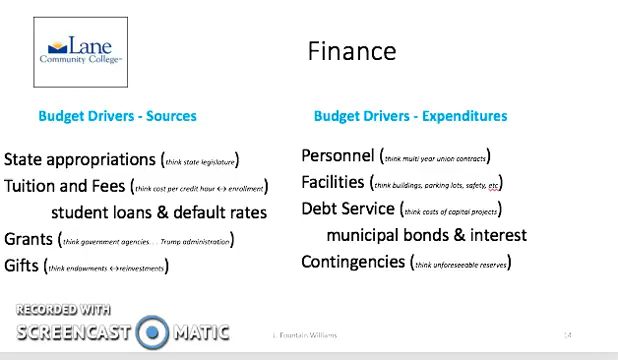 Lane
Community College
Finance
Budget Drivers - Sources
State appropriations (think state legislature)
Tuition and Fees (think cost per credit hour <-> enrollment)
student loans & default rates
Grants (think government agencies. . . Trump administration)
Gifts (think endowments <->reinvestments)
Budget Drivers - Expenditures
Personnel (think multi year union contracts)
Facilities (think buildings, parking lots, safety, etc)
Debt Service (think costs of capital projects)
municipal bonds & interest
Contingencies (think unforeseeable reserves)
RECORDED WITH
SCREENCAST MATIC
J. Fountain Williams
14